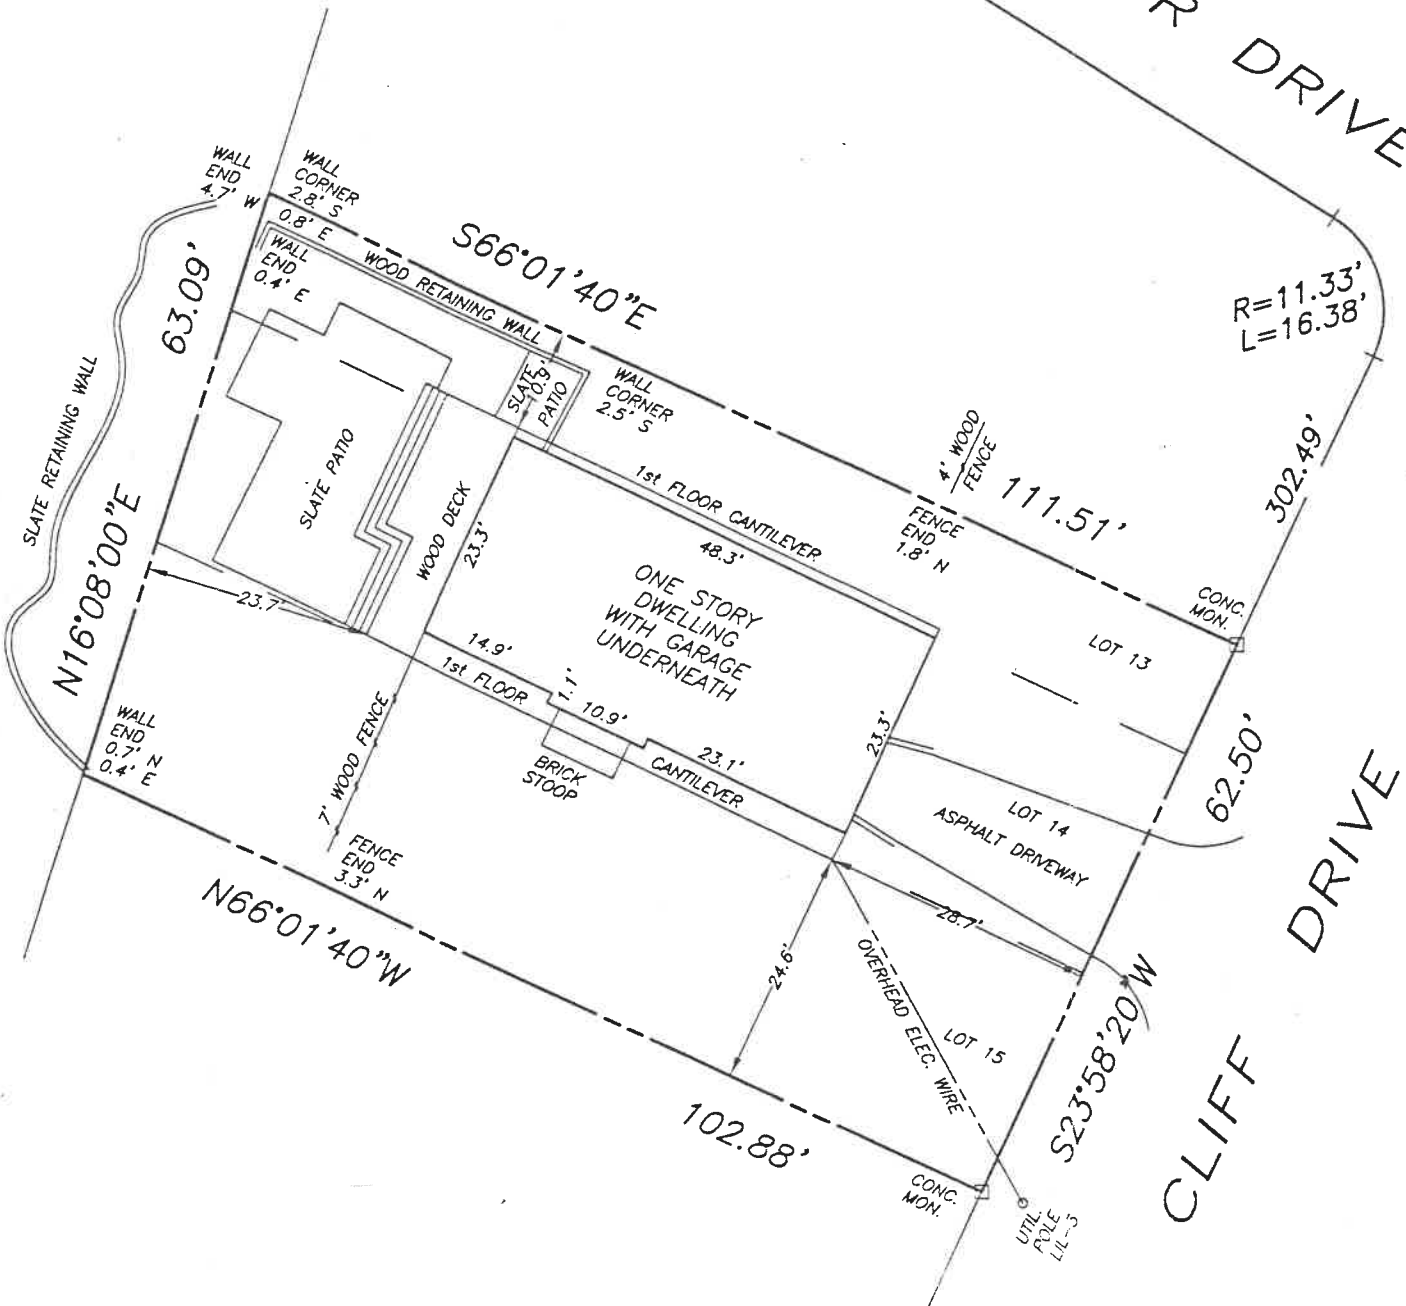 R DRIVE
WALL
END
4.7' W
WALL
CORNER
2.8' S
0.8' E
WALL
END
0.4' E
WOOD RETAINING WALL
S66°01'40"E
R=11.33'
L=16.38'
63.09'
SLATE RETAINING WALL
SLATE
PATIO
0.9'
WALL
CORNER
2.5' S
SLATE PATIO
WOOD DECK
23.3'
1st FLOOR CANTILEVER
48.3'
4' WOOD
FENCE
111.51'
FENCE
END
1.8' N
302.49'
ONE STORY
DWELLING
WITH GARAGE
UNDERNEATH
CONC.
MON.
LOT 13
N16°08'00"E
23.7'
14.9'
1st FLOOR
1.1'
10.9'
23.1'
CANTILEVER
23.3'
BRICK
STOOP
7' WOOD FENCE
WALL
END
0.7' N
0.4' E
62.50'
LOT 14
ASPHALT DRIVEWAY
FENCE
END
3.3' N
N66°01'40"W
28.7'
24.6'
OVERHEAD ELEC. WIRE
LOT 15
S23°58'20"W
CLIFF DRIVE
102.88'
CONC.
MON.
UTIL.
POLE